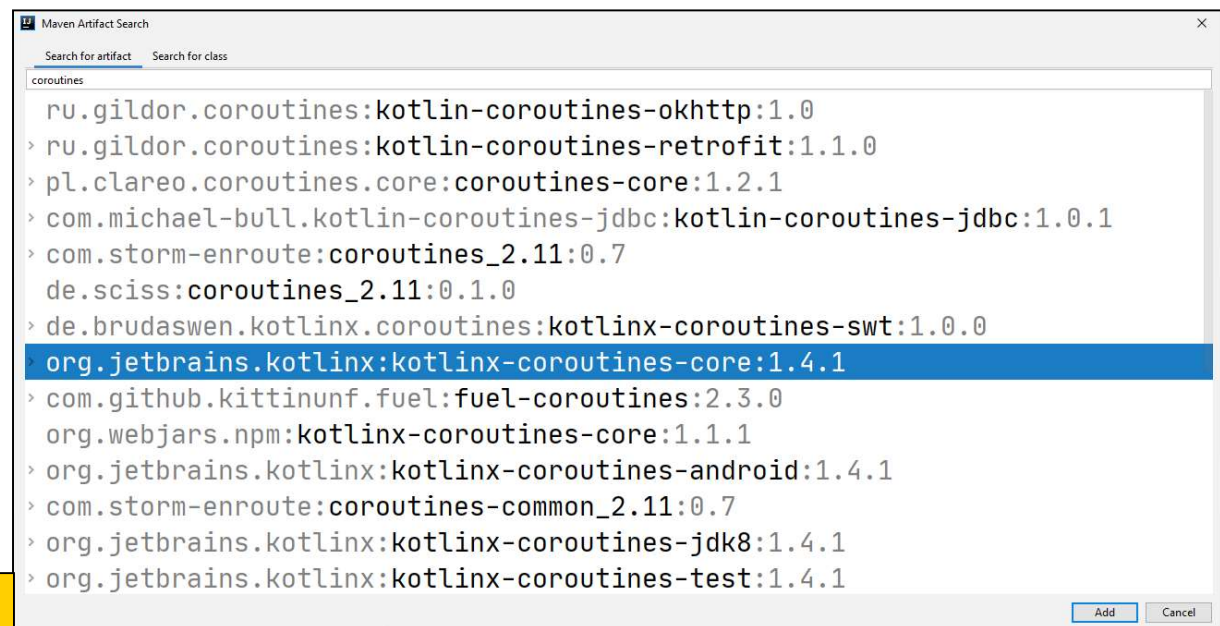 Maven Artifact Search
Search for artifact Search for class
coroutines
ru.gildor.coroutines:kotlin-coroutines-okhttp:1.0
ru.gildor.coroutines:kotlin-coroutines-retrofit:1.1.0
pl.clareo.coroutines.core:coroutines-core:1.2.1
com.michael-bull.kotlin-coroutines-jdbc:kotlin-coroutines-jdbc:1.0.1
com.storm-enroute:coroutines_2.11:0.7
de.sciss:coroutines_2.11:0.1.0
de.brudaswen.kotlinx.coroutines:kotlinx-coroutines-swt:1.0.0
org.jetbrains.kotlinx:kotlinx-coroutines-core:1.4.1
com.github.kittinunf.fuel:fuel-coroutines:2.3.0
org.webjars.npm:kotlinx-coroutines-core:1.1.1
org.jetbrains.kotlinx:kotlinx-coroutines-android:1.4.1
com.storm-enroute:coroutines-common_2.11:0.7
org.jetbrains.kotlinx:kotlinx-coroutines-jdk8:1.4.1
org.jetbrains.kotlinx:kotlinx-coroutines-test:1.4.1
Add Cancel